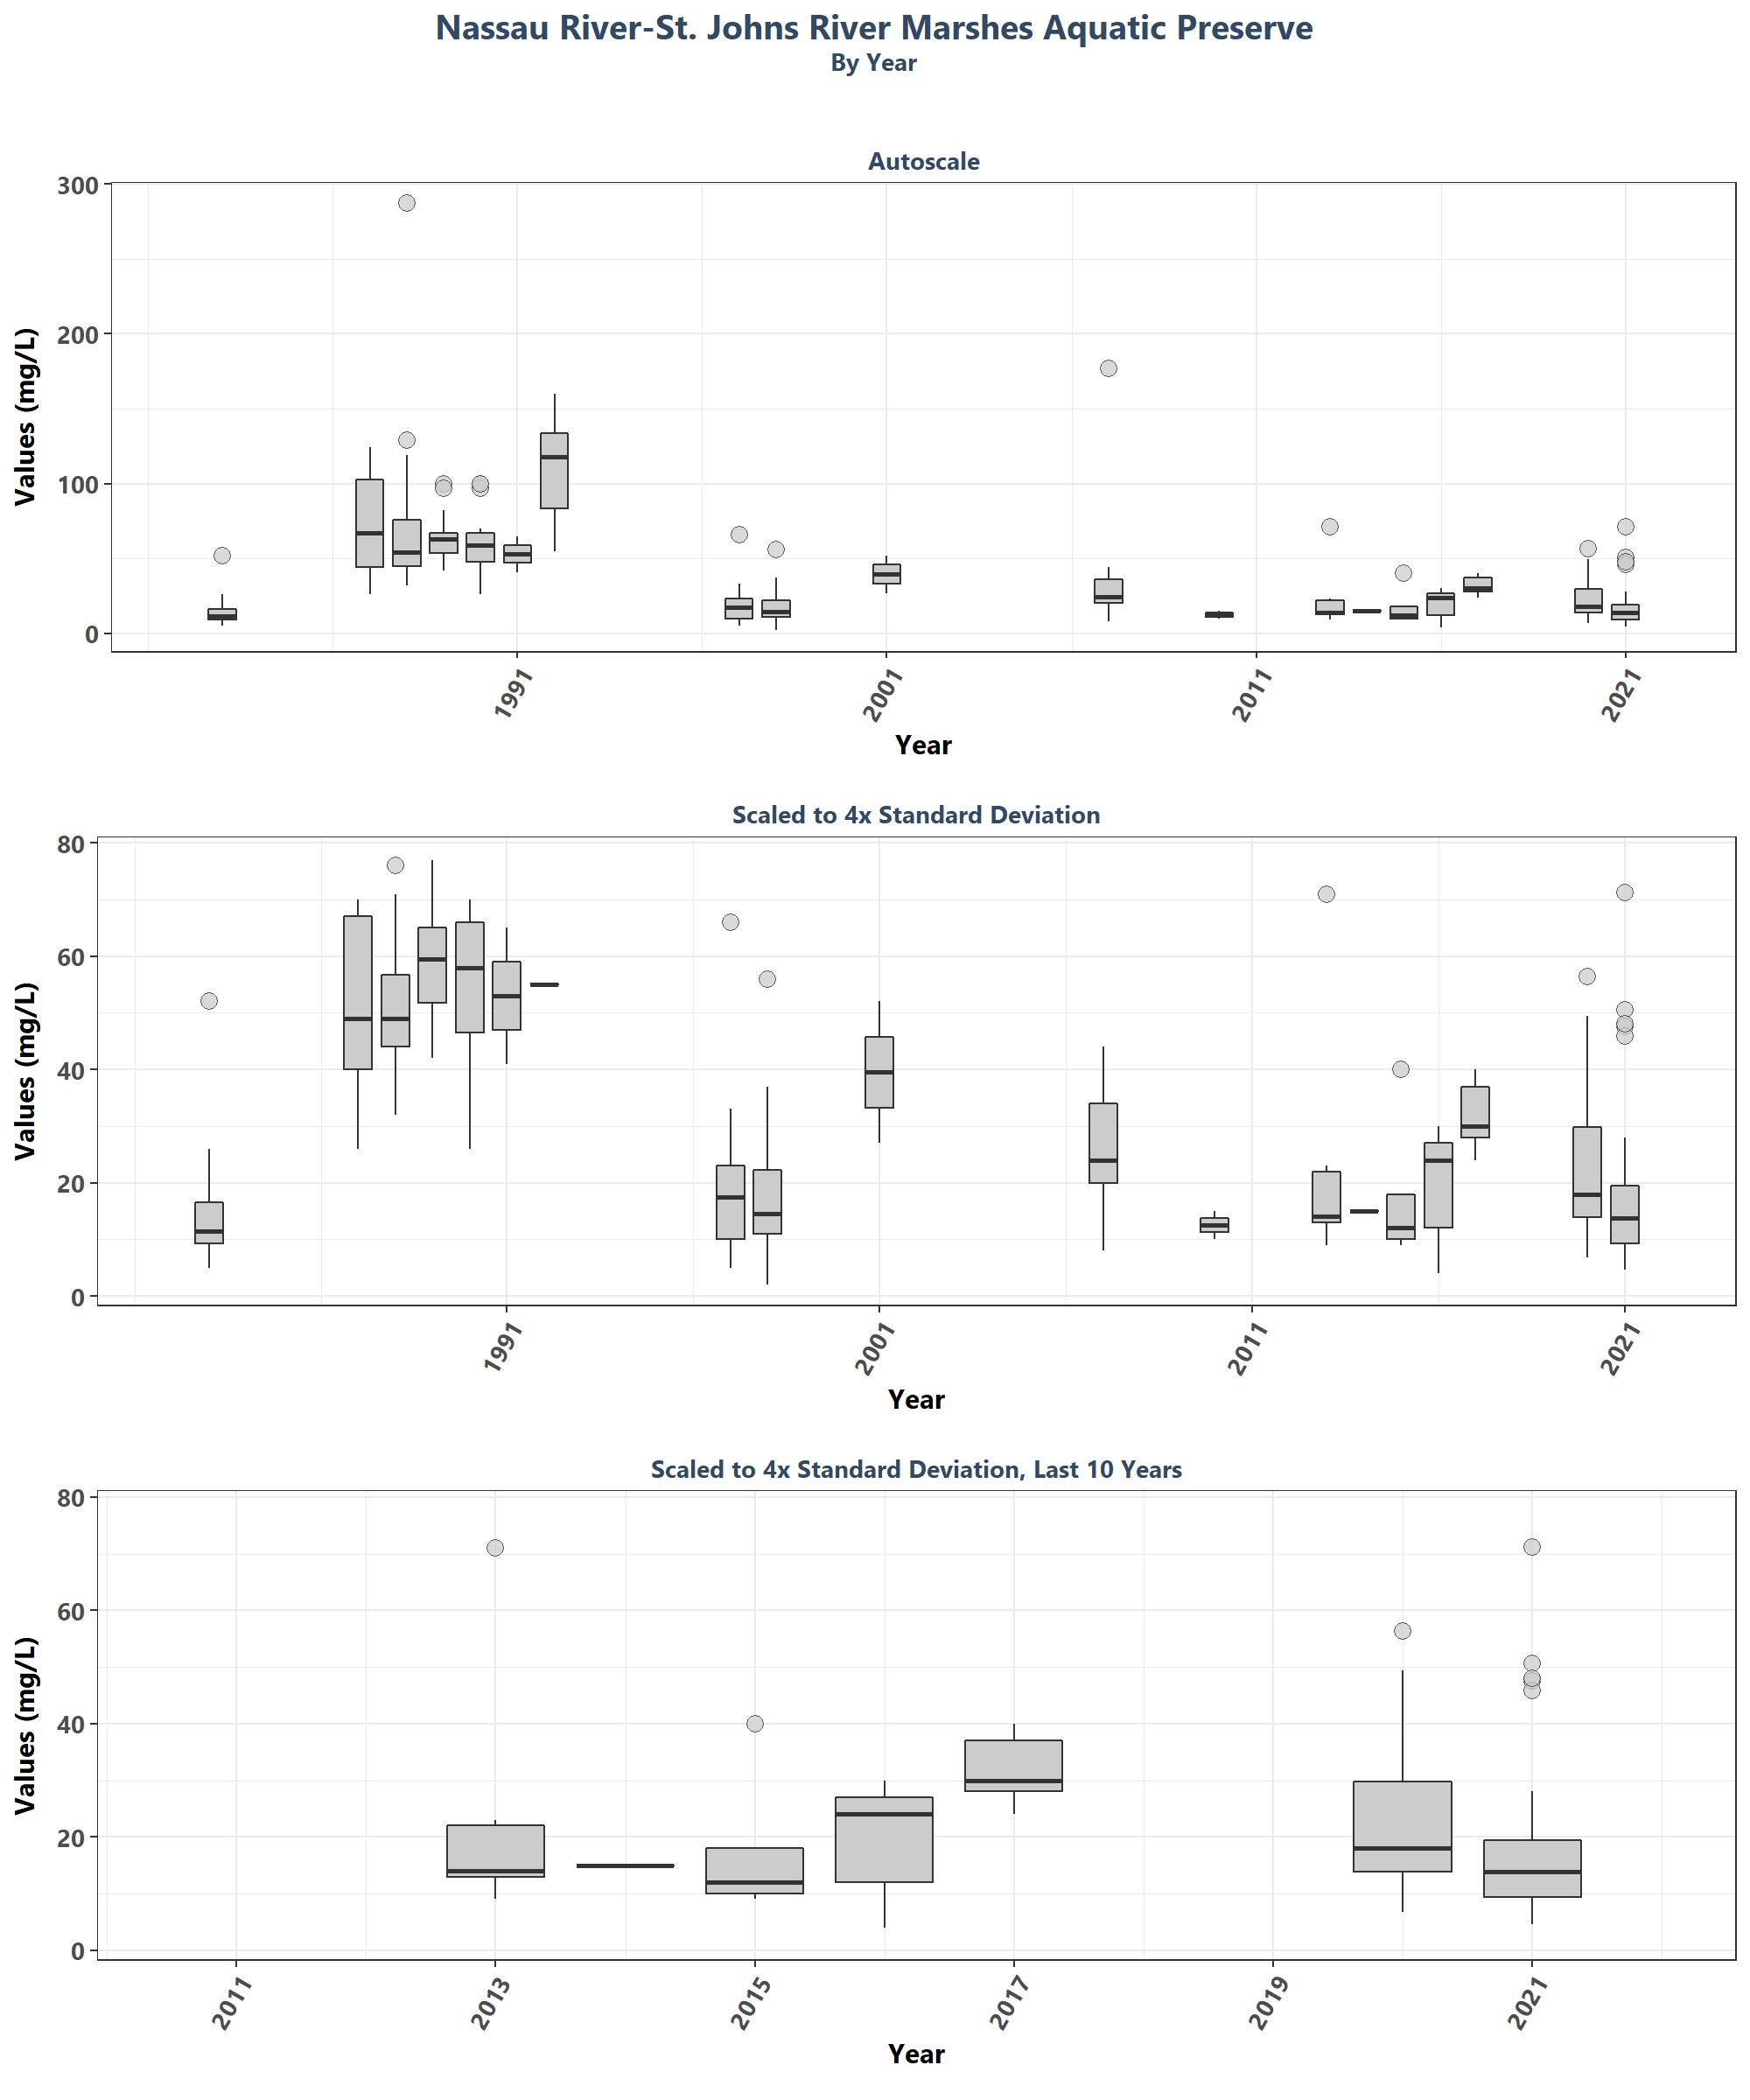 Nassau River-St. Johns River Marshes Aquatic Preserve
By Year
Autoscale
Values (mg/L)
300
200
100
0
1991
2001
2011
2021
Year
Scaled to 4x Standard Deviation
Values (mg/L)
80
60
40
20
0
1991
2001
2011
2021
Year
Scaled to 4x Standard Deviation, Last 10 Years
Values (mg/L)
80
60
40
20
0
2011
2013
2015
2017
2019
2021
Year